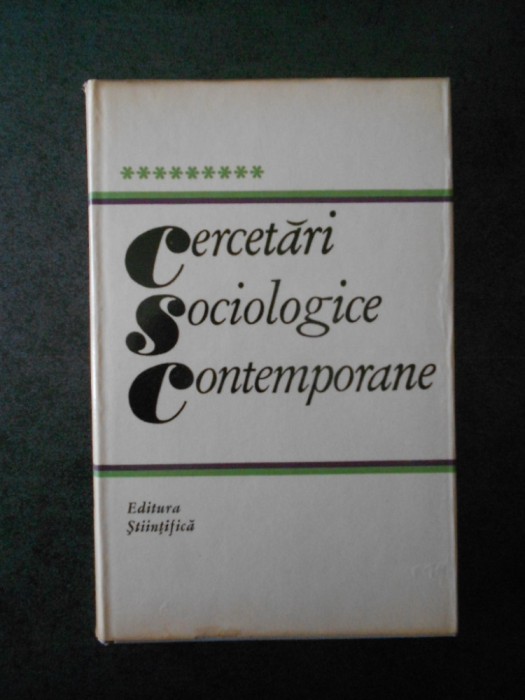 *********
Cercetări
Sociologice
Contemporane
Editura
Științifică